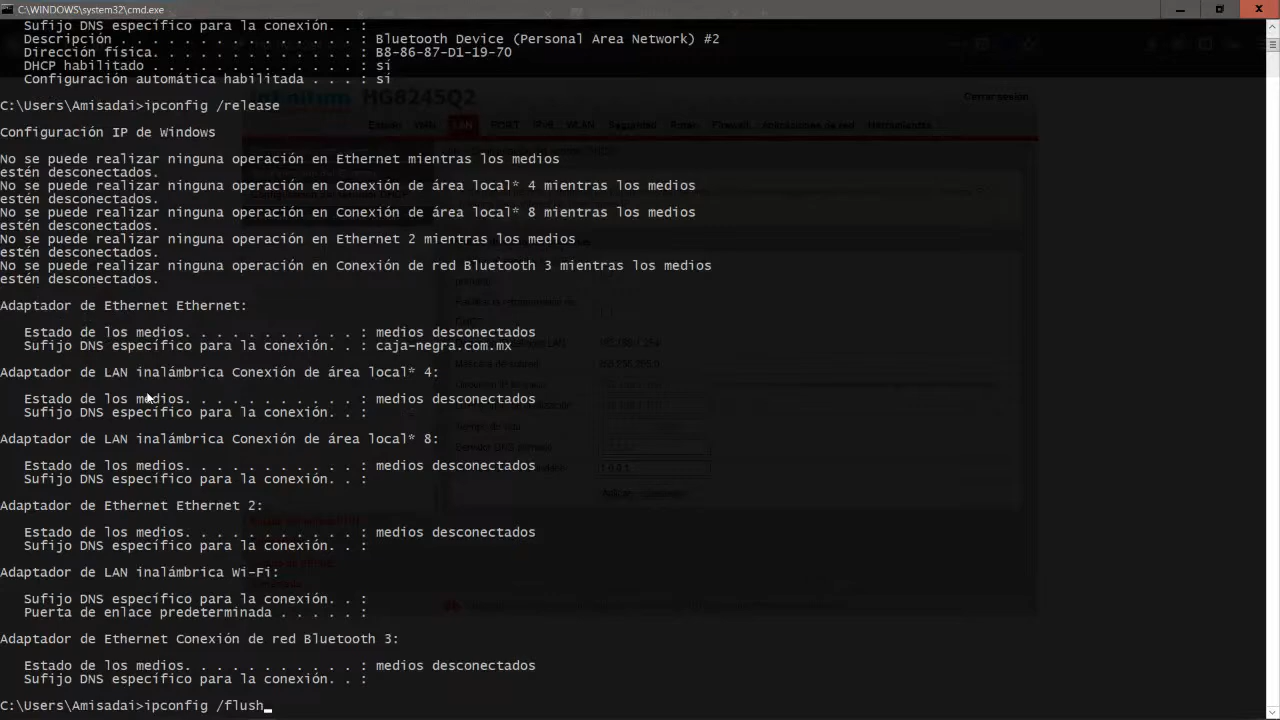 C:\WINDOWS\system32\cmd.exe
Sufijo DNS específico para la conexión. . :
Descripción . . . . . . . . . . . . . . . : Bluetooth Device (Personal Area Network) #2
Dirección física. . . . . . . . . . . . . : B8-86-87-D1-19-70
DHCP habilitado . . . . . . . . . . . . . : sí
Configuración automática habilitada . . . : sí
C:\Users\Amisadai>ipconfig /release
MG8245Q2
Cerrar sesión
Configuración IP de Windows
Estado WAN LAN IPv6 WLAN Seguridad
No se puede realizar ninguna operación en Ethernet mientras los medios
estén desconectados.
No se puede realizar ninguna operación en Conexión de área local* 4 mientras los medios
estén desconectados.
No se puede realizar ninguna operación en Conexión de área local* 8 mientras los medios
estén desconectados.
No se puede realizar ninguna operación en Ethernet 2 mientras los medios
estén desconectados.
No se puede realizar ninguna operación en Conexión de red Bluetooth 3 mientras los medios
estén desconectados.
Adaptador de Ethernet Ethernet:
Estado de los medios. . . . . . . . . . . : medios desconectados
Sufijo DNS específico para la conexión. . : caja-negra.com.mx
Adaptador de LAN inalámbrica Conexión de área local* 4:
Estado de los medios. . . . . . . . . . . : medios desconectados
Sufijo DNS específico para la conexión. . :
Adaptador de LAN inalámbrica Conexión de área local* 8:
Estado de los medios. . . . . . . . . . . : medios desconectados
Sufijo DNS específico para la conexión. . :
Adaptador de Ethernet Ethernet 2:
Estado de los medios. . . . . . . . . . . : medios desconectados
Sufijo DNS específico para la conexión. . :
Adaptador de LAN inalámbrica Wi-Fi:
Sufijo DNS específico para la conexión. . :
Puerta de enlace predeterminada . . . . . :
Adaptador de Ethernet Conexión de red Bluetooth 3:
Estado de los medios. . . . . . . . . . . : medios desconectados
Sufijo DNS específico para la conexión. . :
C:\Users\Amisadai>ipconfig /flush